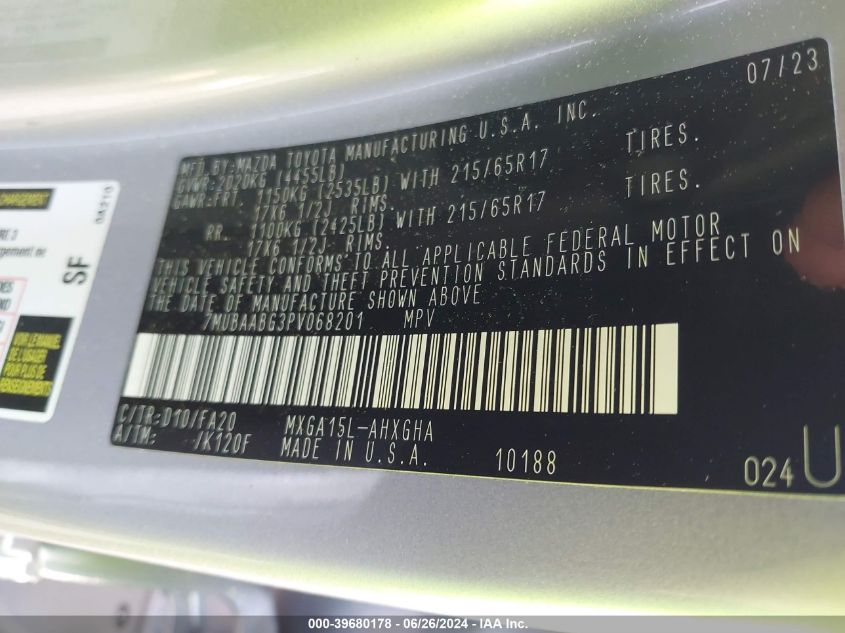 07/23
MFD.BY:MAZDA TOYOTA MANUFACTURING U.S.A. INC.
GVWR:2020KG (4455LB)
GAWR:FRT. 1150KG (2535LB) WITH 215/65R17 TIRES.
17X6 1/2J RIMS.
RR. 1100KG (2425LB) WITH 215/65R17 TIRES.
17X6 1/2J RIMS.
THIS VEHICLE CONFORMS TO ALL APPLICABLE FEDERAL MOTOR
VEHICLE SAFETY AND THEFT PREVENTION STANDARDS IN EFFECT ON
THE DATE OF MANUFACTURE SHOWN ABOVE
7MUBAABG3PV068201 MPV
C/TR:D10/FA20 MXGA15L-AHXGHA
A/TM: /K120F MADE IN U.S.A. 10188
024 U
0A210
SF
000-39680178 - 06/26/2024 - IAA Inc.